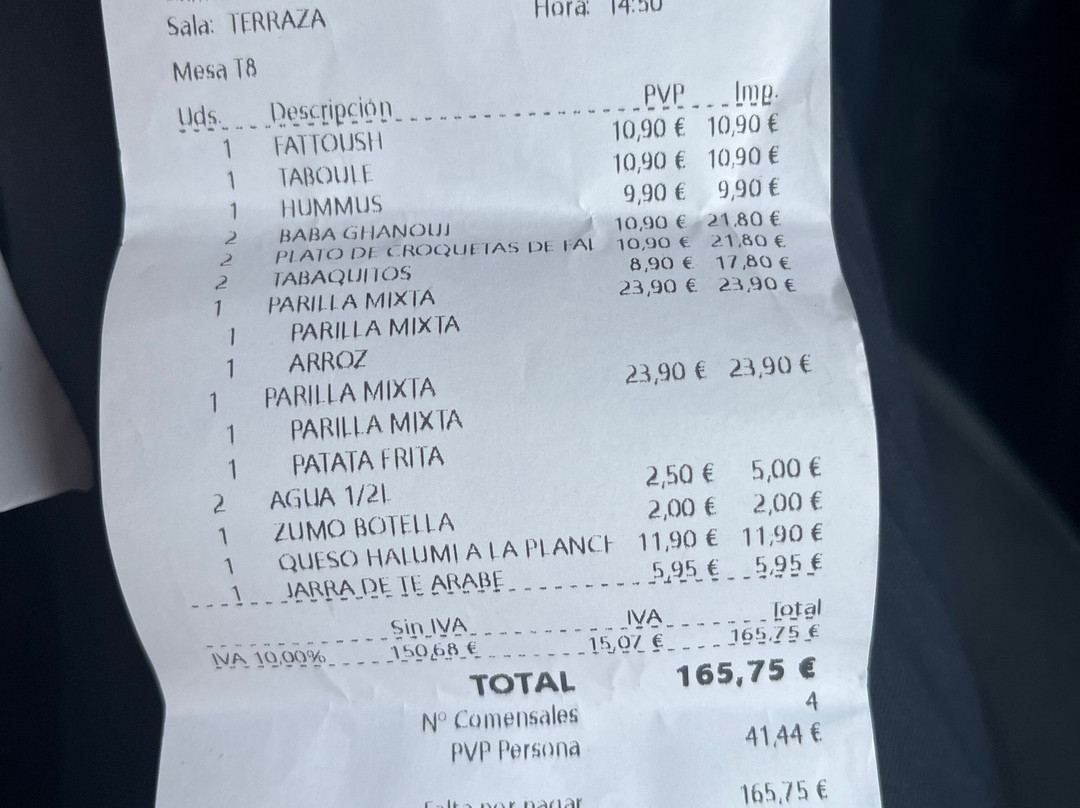 Sala: TERRAZA Hora: 14:50
Mesa T8
Uds. Descripción PVP Imp.
1 FATTOUSH 10,90 € 10,90 €
1 TABOULE 10,90 € 10,90 €
1 HUMMUS 9,90 € 9,90 €
2 BABA GHANOUJ 10,90 € 21,80 €
2 PLATO DE CROQUETAS DE FAL 10,90 € 21,80 €
2 TABAQUITOS 8,90 € 17,80 €
1 PARILLA MIXTA 23,90 € 23,90 €
1 PARILLA MIXTA
1 ARROZ
1 PARILLA MIXTA 23,90 € 23,90 €
1 PARILLA MIXTA
1 PATATA FRITA
2 AGUA 1/2L 2,50 € 5,00 €
1 ZUMO BOTELLA 2,00 € 2,00 €
1 QUESO HALUMI A LA PLANCH 11,90 € 11,90 €
1 JARRA DE TE ARABE 5,95 € 5,95 €
Sin IVA IVA Total
IVA 10,00% 150,68 € 15,07 € 165,75 €
TOTAL 165,75 €
Nº Comensales 4
PVP Persona 41,44 €
Falta por pagar 165,75 €